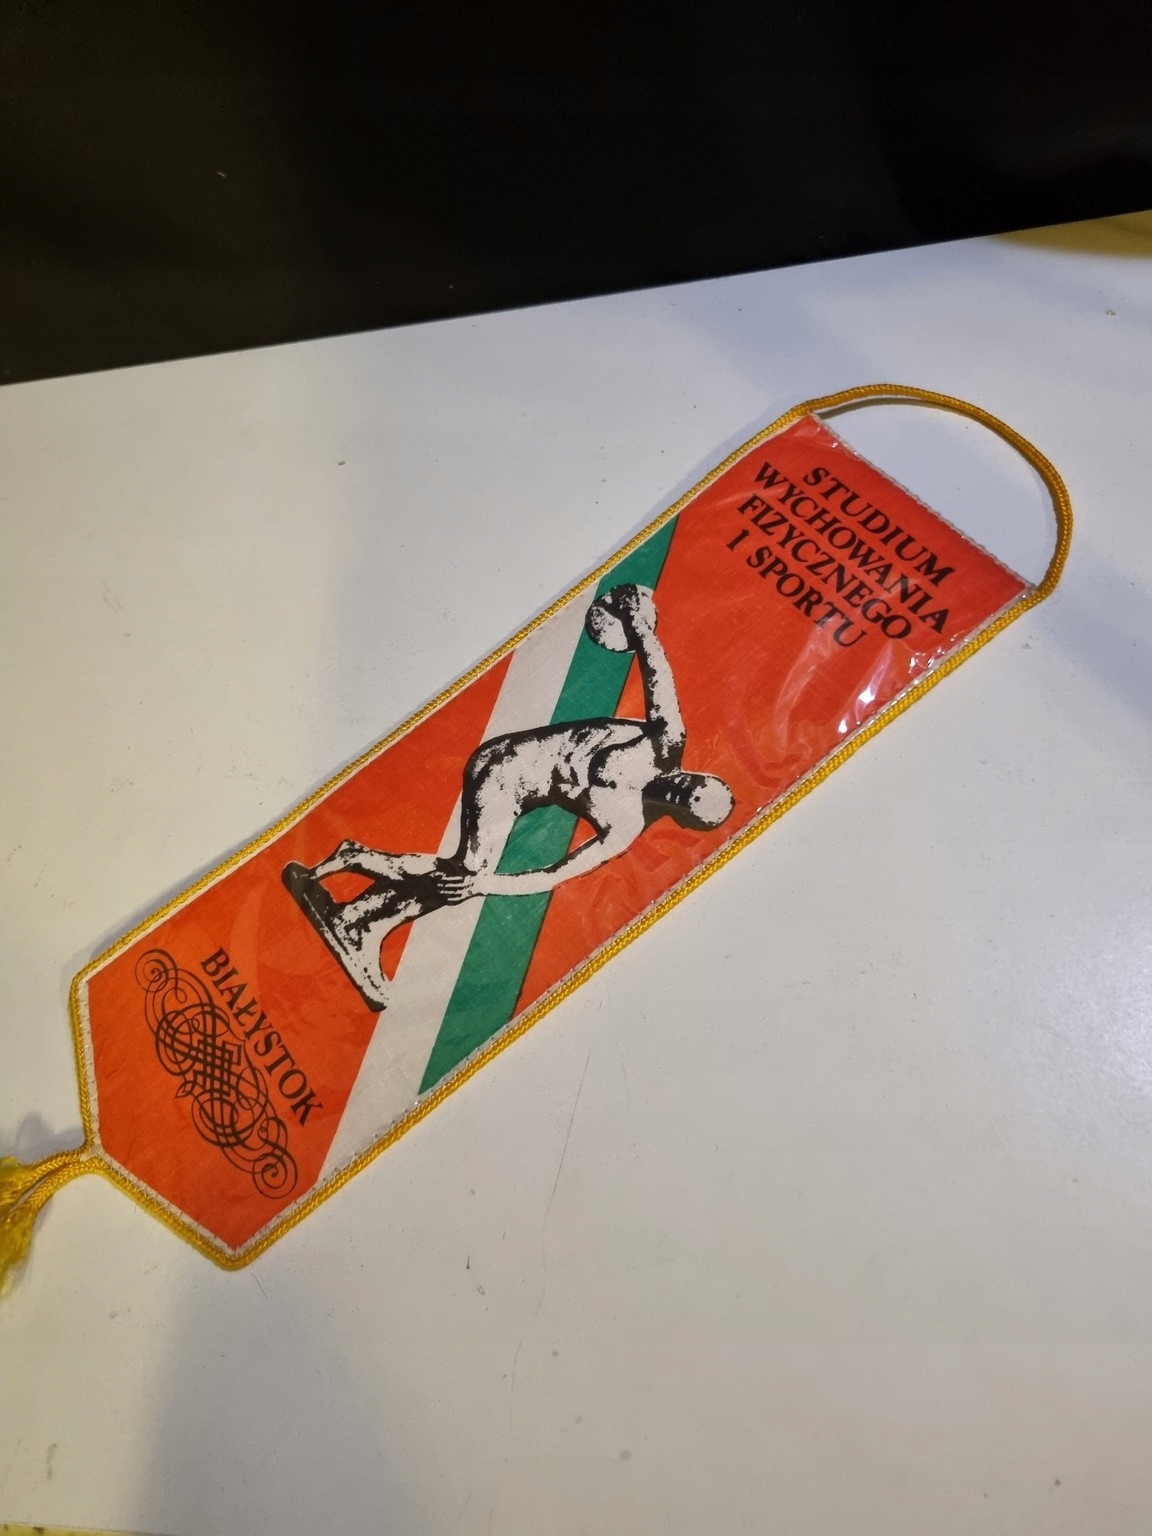 STUDIUM
WYCHOWANIA
FIZYCZNEGO
I SPORTU
BIAŁYSTOK